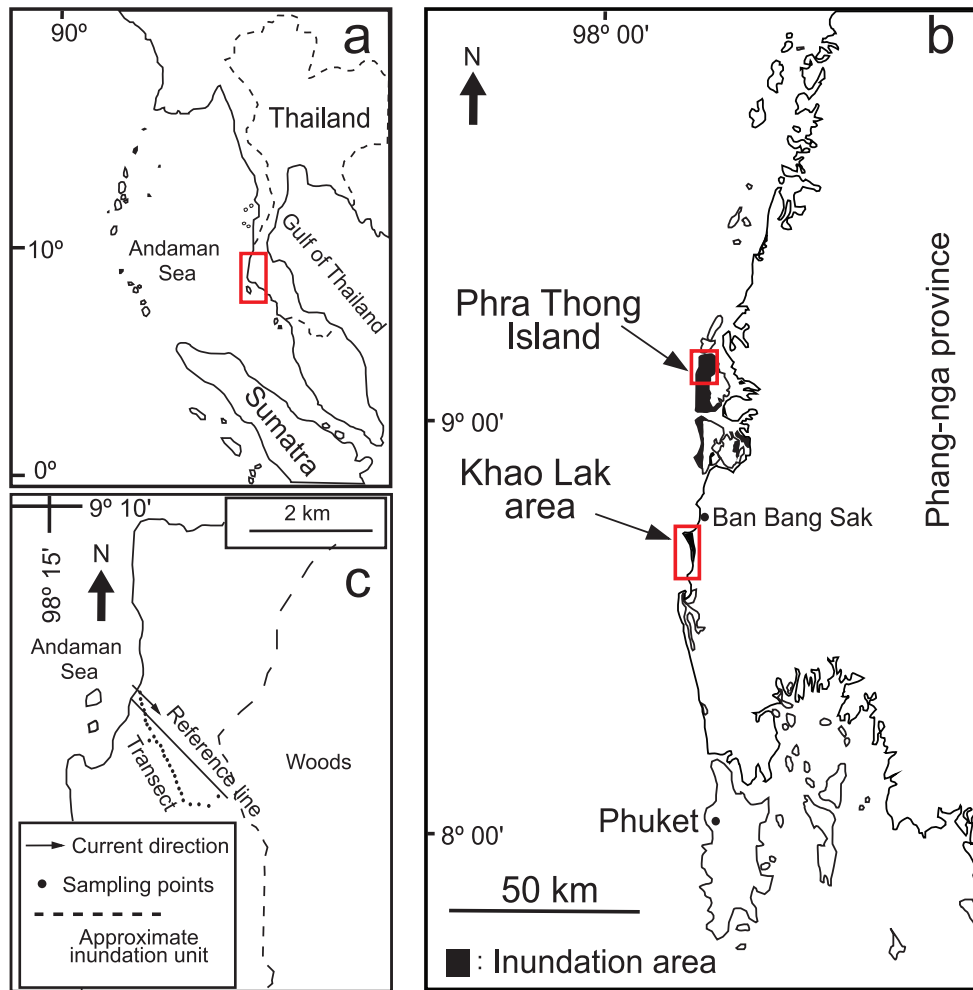 90º
a
Thailand
Gulf of Thailand
10º
Andaman
Sea
Sumatra
0º
98º 00'
b
N
Phra Thong
Island
9º 00'
Khao Lak
area
Ban Bang Sak
Phang-nga province
Phuket
8º 00'
50 km
: Inundation area
9º 10'
2 km
98º 15'
N
c
Andaman
Sea
Reference line
Transect
Woods
Current direction
Sampling points
Approximate
inundation unit